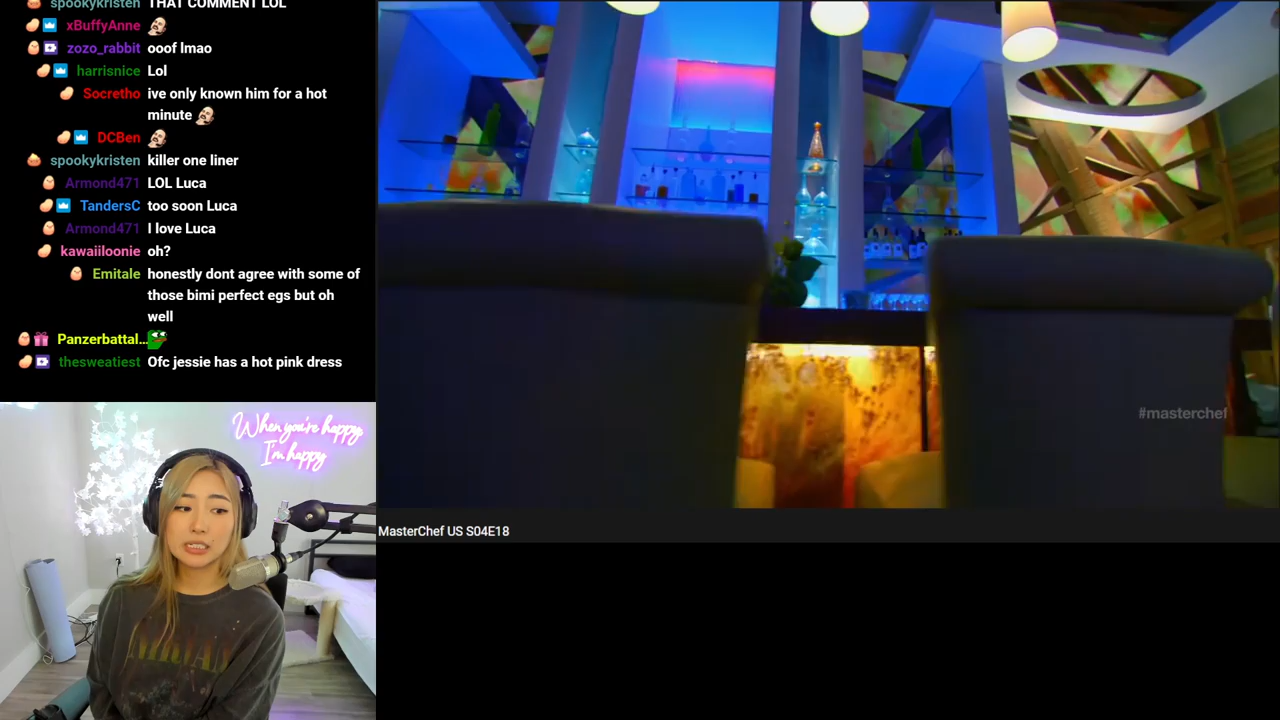 spookykristen THAT COMMENT LOL
xBuffyAnne
zozo_rabbit ooof lmao
harrisnice Lol
Socretho ive only known him for a hot
minute
DCBen
spookykristen killer one liner
Armond471 LOL Luca
TandersC too soon Luca
Armond471 I love Luca
kawaiiloonie oh?
Emitale honestly dont agree with some of
those bimi perfect egs but oh
well
Panzerbattal...
thesweatiest Ofc jessie has a hot pink dress
When you're happy
I'm happy
#masterchef
MasterChef US S04E18